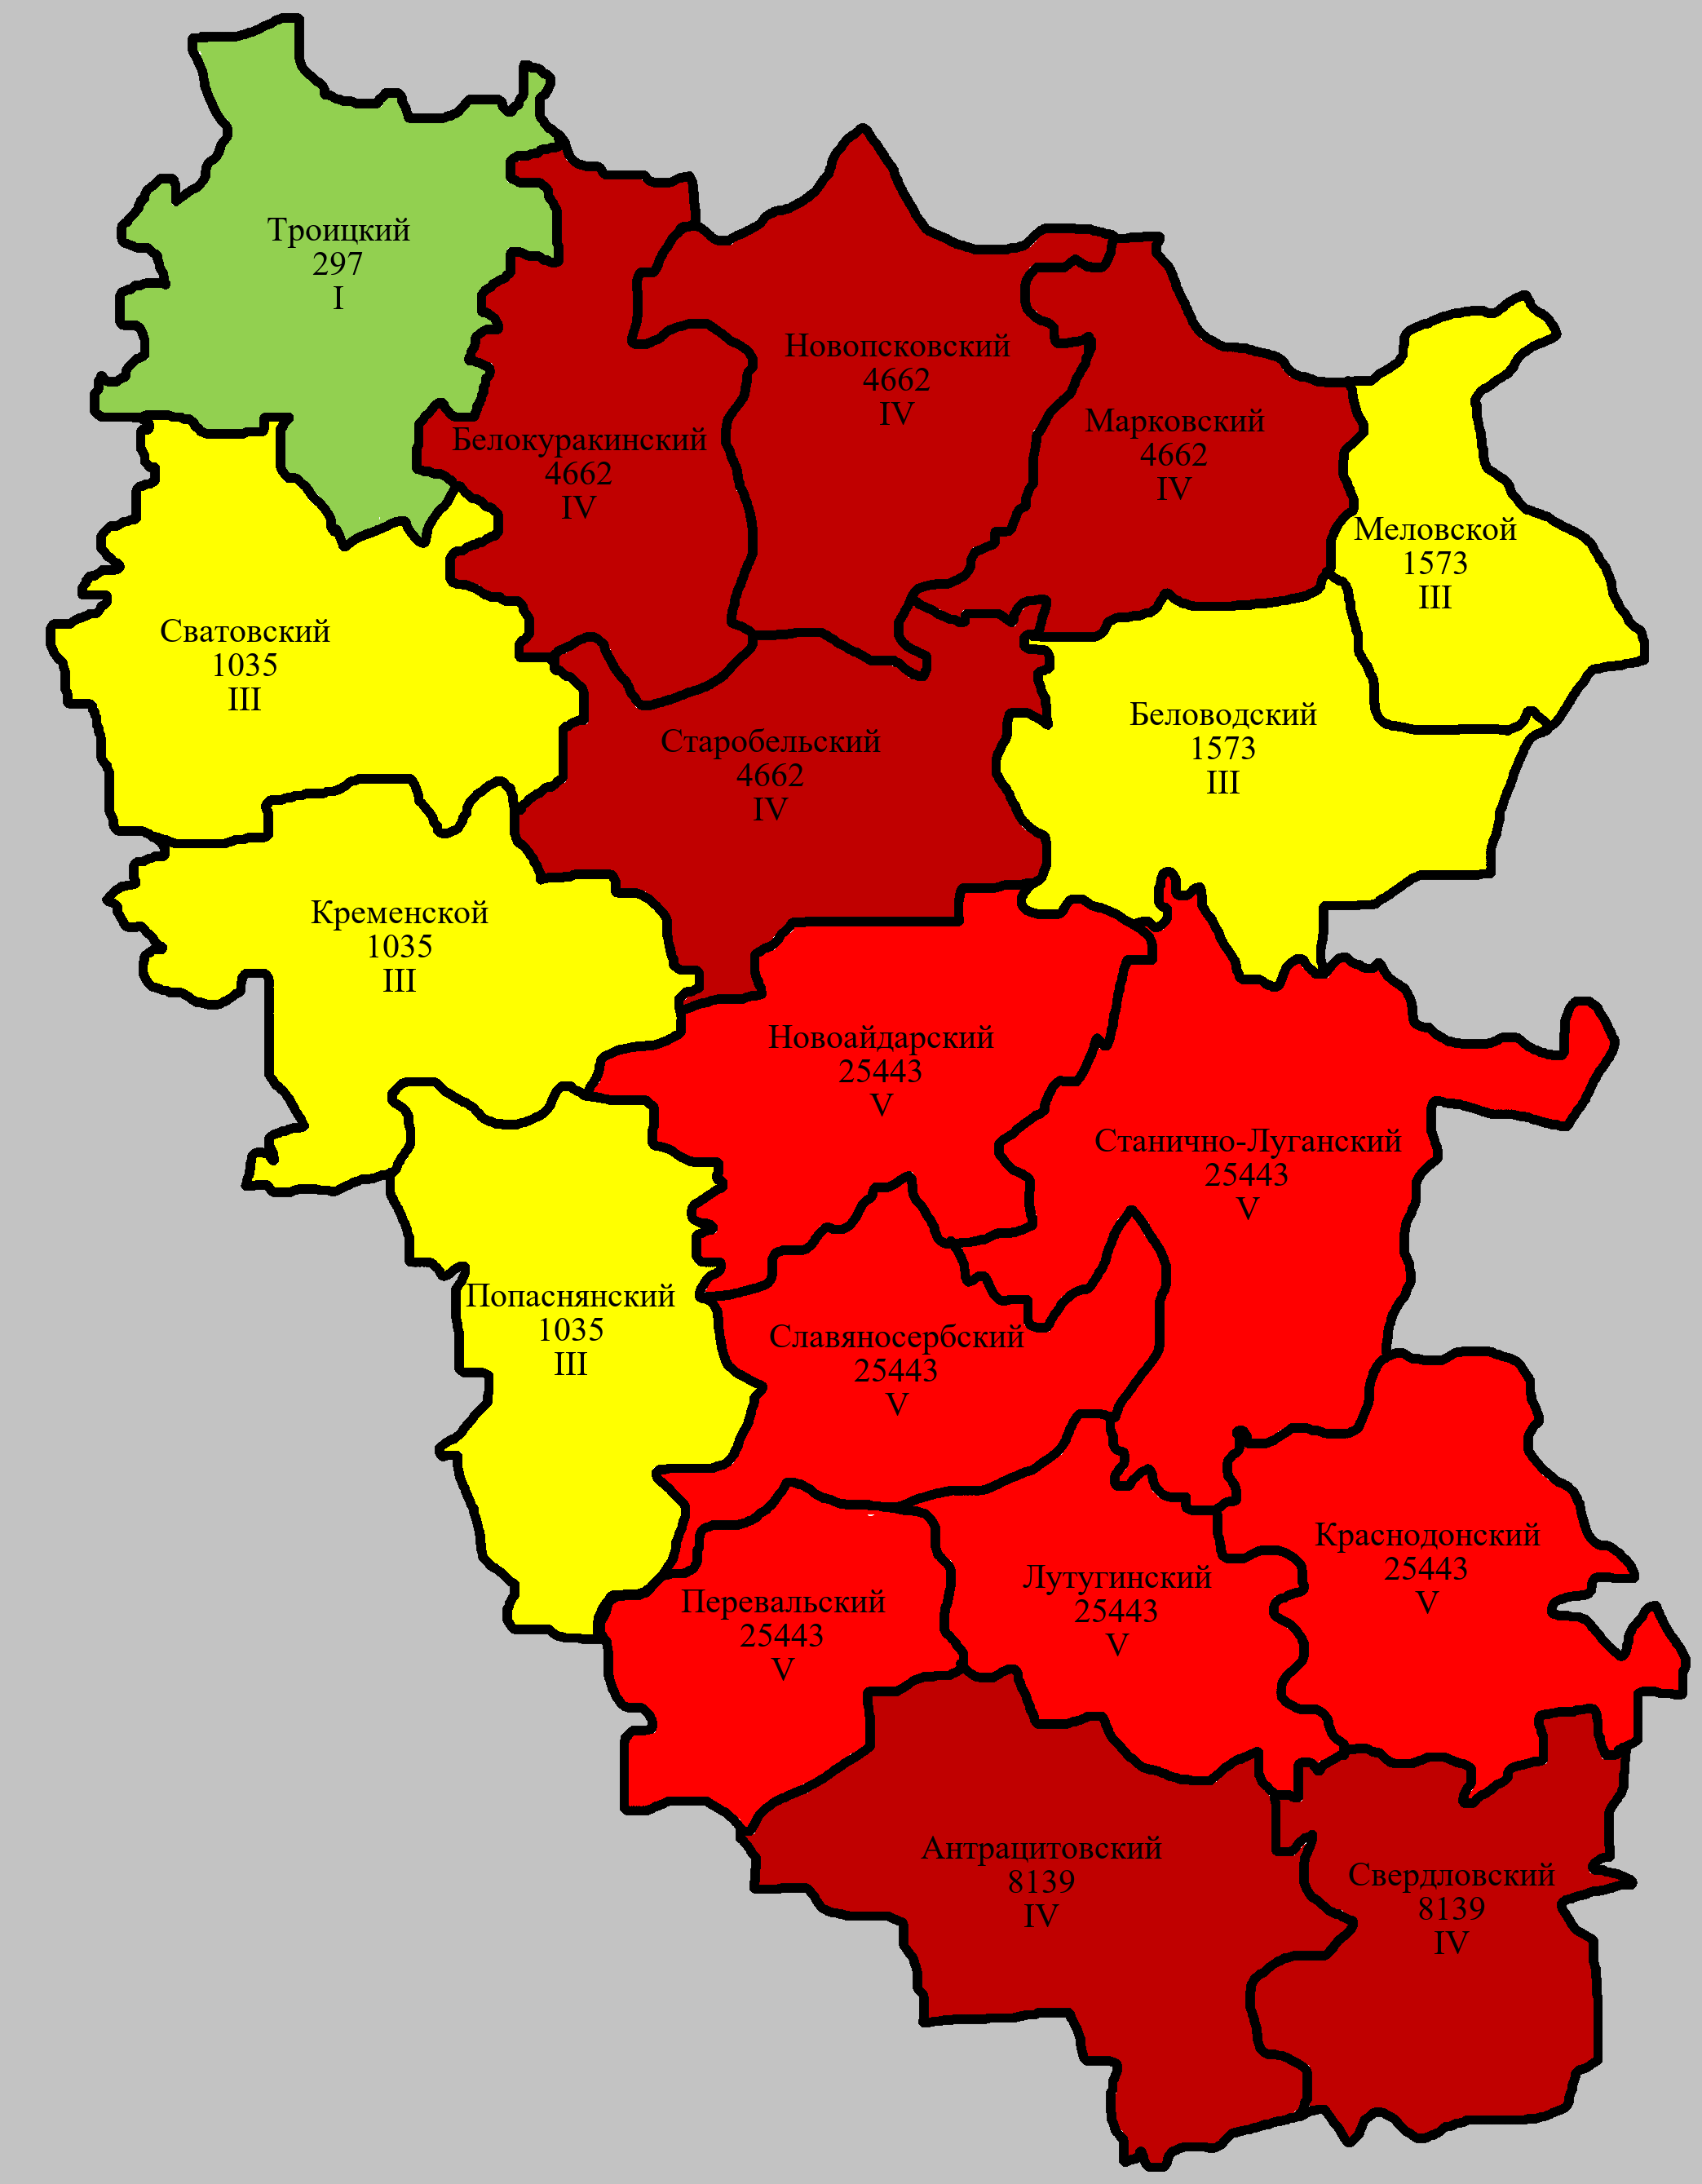 Троицкий
297
I
Новопсковский
4662
IV
Марковский
4662
IV
Белокуракинский
4662
IV
Меловской
1573
III
Сватовский
1035
III
Беловодский
1573
III
Старобельский
4662
IV
Кременской
1035
III
Новоайдарский
25443
V
Станично-Луганский
25443
V
Попаснянский
1035
III
Славяносербский
25443
V
Краснодонский
25443
V
Лутугинский
25443
V
Перевальский
25443
V
Антрацитовский
8139
IV
Свердловский
8139
IV